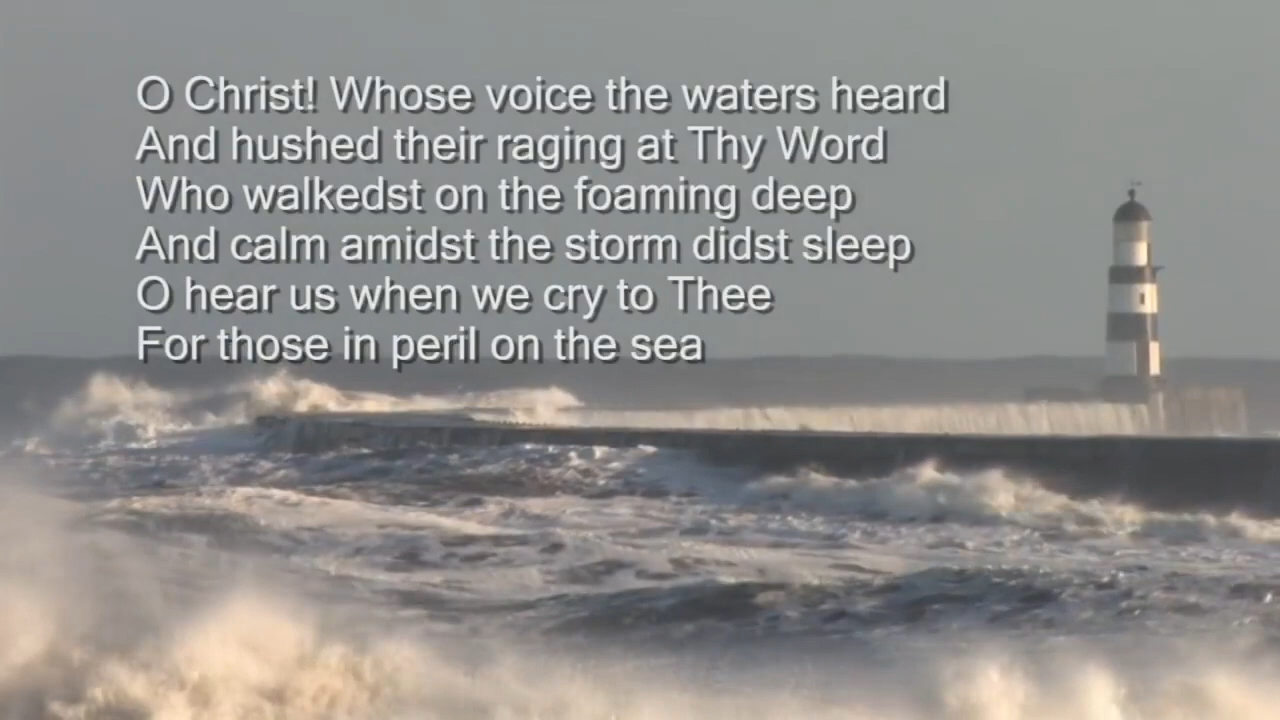 O Christ! Whose voice the waters heard
And hushed their raging at Thy Word
Who walkedst on the foaming deep
And calm amidst the storm didst sleep
O hear us when we cry to Thee
For those in peril on the sea